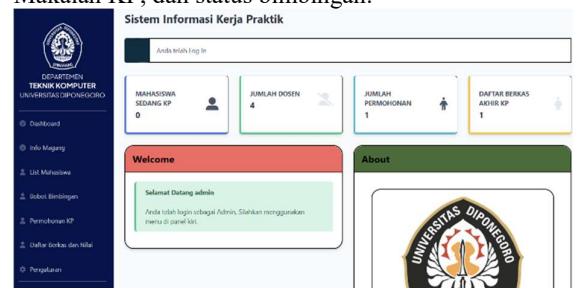 Makalah KP, dan status bimbingan.
Sistem Informasi Kerja Praktik
Anda telah Log In
DEPARTEMEN
TEKNIK KOMPUTER
UNIVERSITAS DIPONEGORO
Dashboard
Info Magang
List Mahasiswa
Bobot Bimbingan
Permohonan KP
Daftar Berkas dan Nilai
Pengaturan
MAHASISWA
SEDANG KP
0
JUMLAH DOSEN
4
JUMLAH
PERMOHONAN
1
DAFTAR BERKAS
AKHIR KP
1
Welcome
Selamat Datang admin
Anda telah login sebagai Admin, Silahkan menggunakan
menu di panel kiri.
About
UNIVERSITAS DIPONEGORO